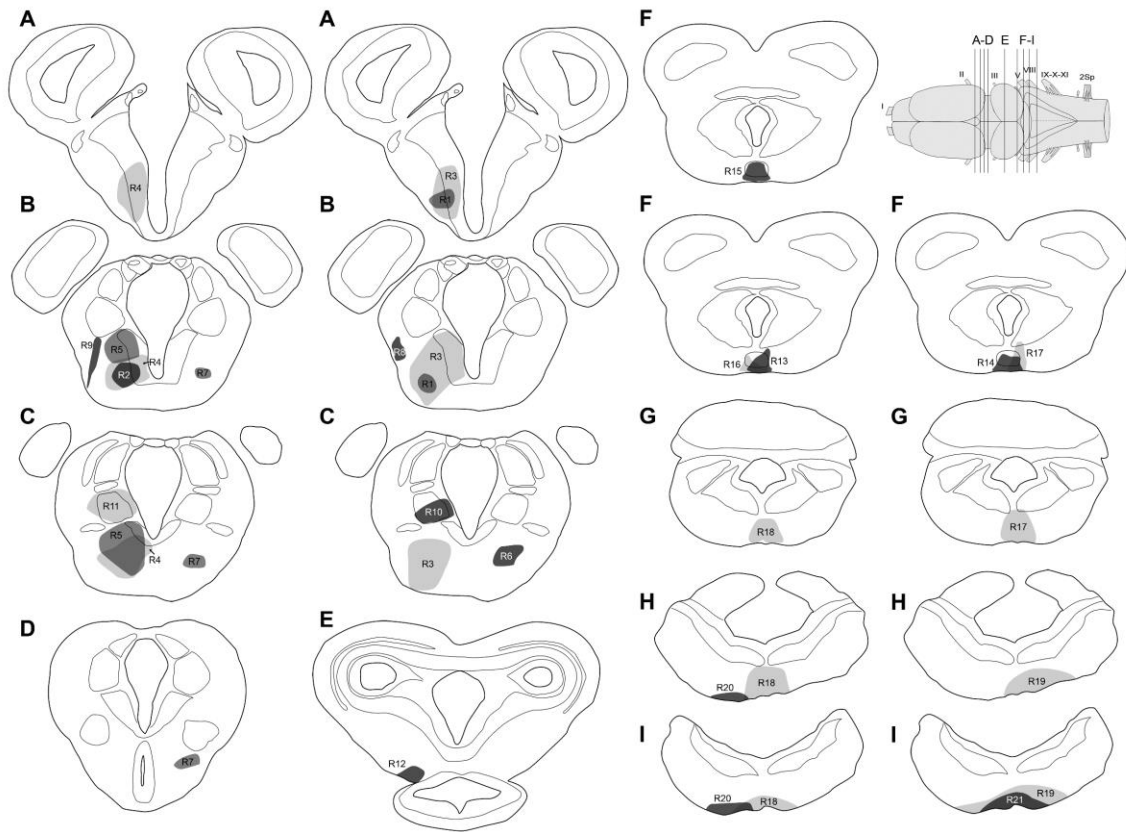 A
R4
A
R3
R1
F
R15
A-D E F-I
I
II
III
V
VIII
IX-X-XI
2Sp
B
R9
R5
R4
R2
R7
B
R8
R3
R1
F
R16
R13
F
R17
R14
C
R11
R5
R4
R7
C
R10
R3
R6
G
R18
G
R17
D
R7
E
R12
H
R20
R18
H
R19
I
R20
R18
I
R19
R21